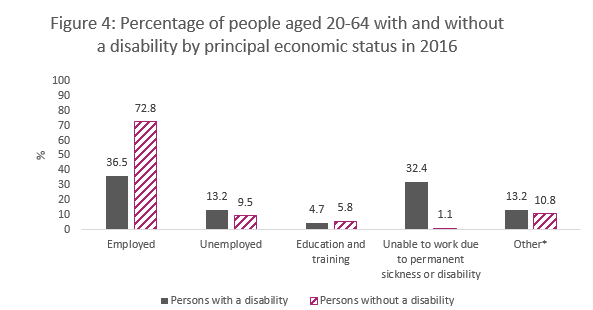 Figure 4: Percentage of people aged 20-64 with and without
a disability by principal economic status in 2016
%
100
90
80
70
60
50
40
30
20
10
0
36.5
72.8
13.2
9.5
4.7
5.8
32.4
1.1
13.2
10.8
Employed
Unemployed
Education and
training
Unable to work due
to permanent
sickness or disability
Other*
Persons with a disability
Persons without a disability